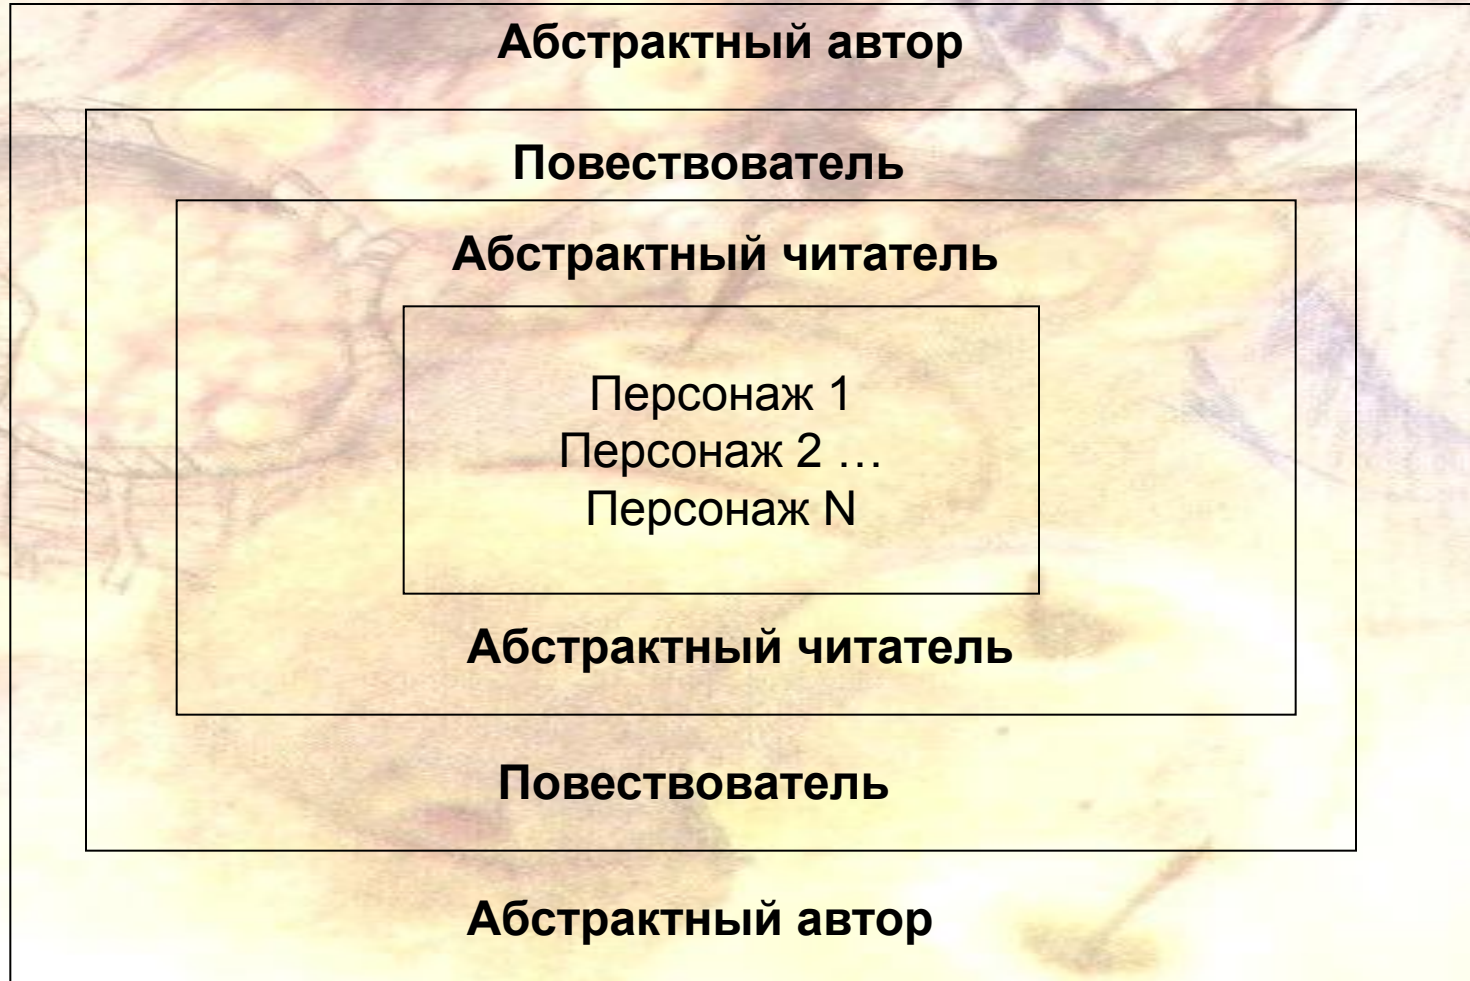 Абстрактный автор
Повествователь
Абстрактный читатель
Персонаж 1
Персонаж 2 …
Персонаж N
Абстрактный читатель
Повествователь
Абстрактный автор